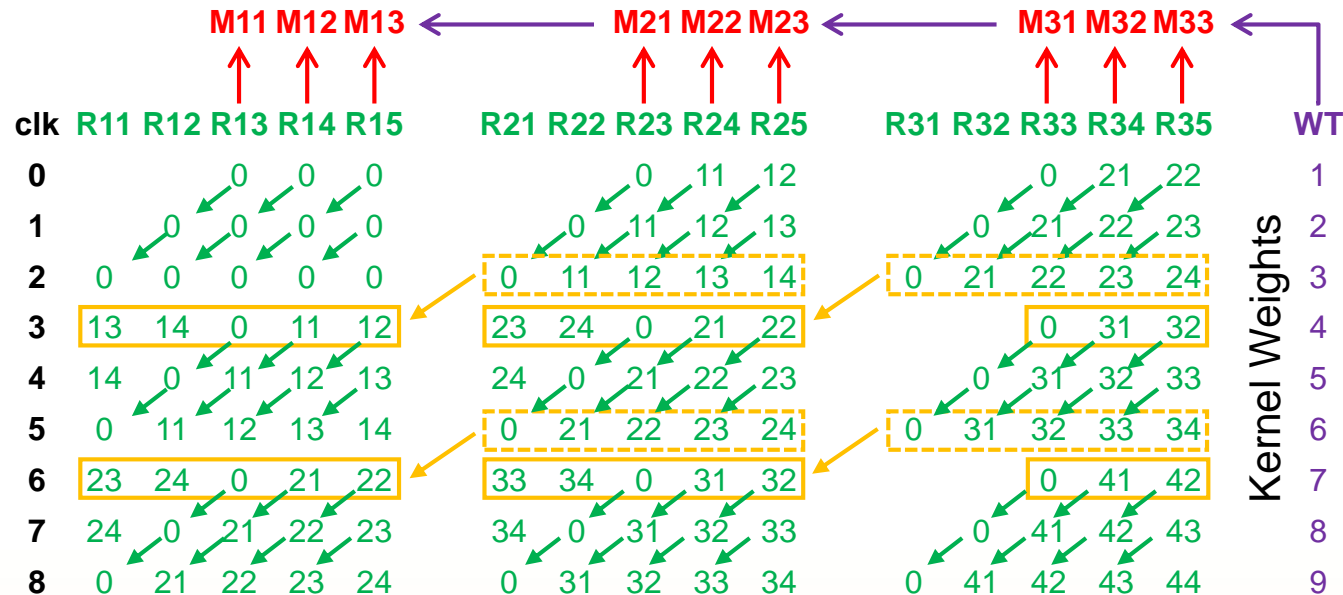 M11 M12 M13 M21 M22 M23 M31 M32 M33
clk R11 R12 R13 R14 R15 R21 R22 R23 R24 R25 R31 R32 R33 R34 R35 WT
0 0 0 0 0 11 12 0 21 22 1
1 0 0 0 0 0 11 12 13 0 21 22 23 2
2 0 0 0 0 0 0 11 12 13 14 0 21 22 23 24 3
3 13 14 0 11 12 23 24 0 21 22 0 31 32 4
4 14 0 11 12 13 24 0 21 22 23 0 31 32 33 5
5 0 11 12 13 14 0 21 22 23 24 0 31 32 33 34 6
6 23 24 0 21 22 33 34 0 31 32 0 41 42 7
7 24 0 21 22 23 34 0 31 32 33 0 41 42 43 8
8 0 21 22 23 24 0 31 32 33 34 0 41 42 43 44 9
Kernel Weights